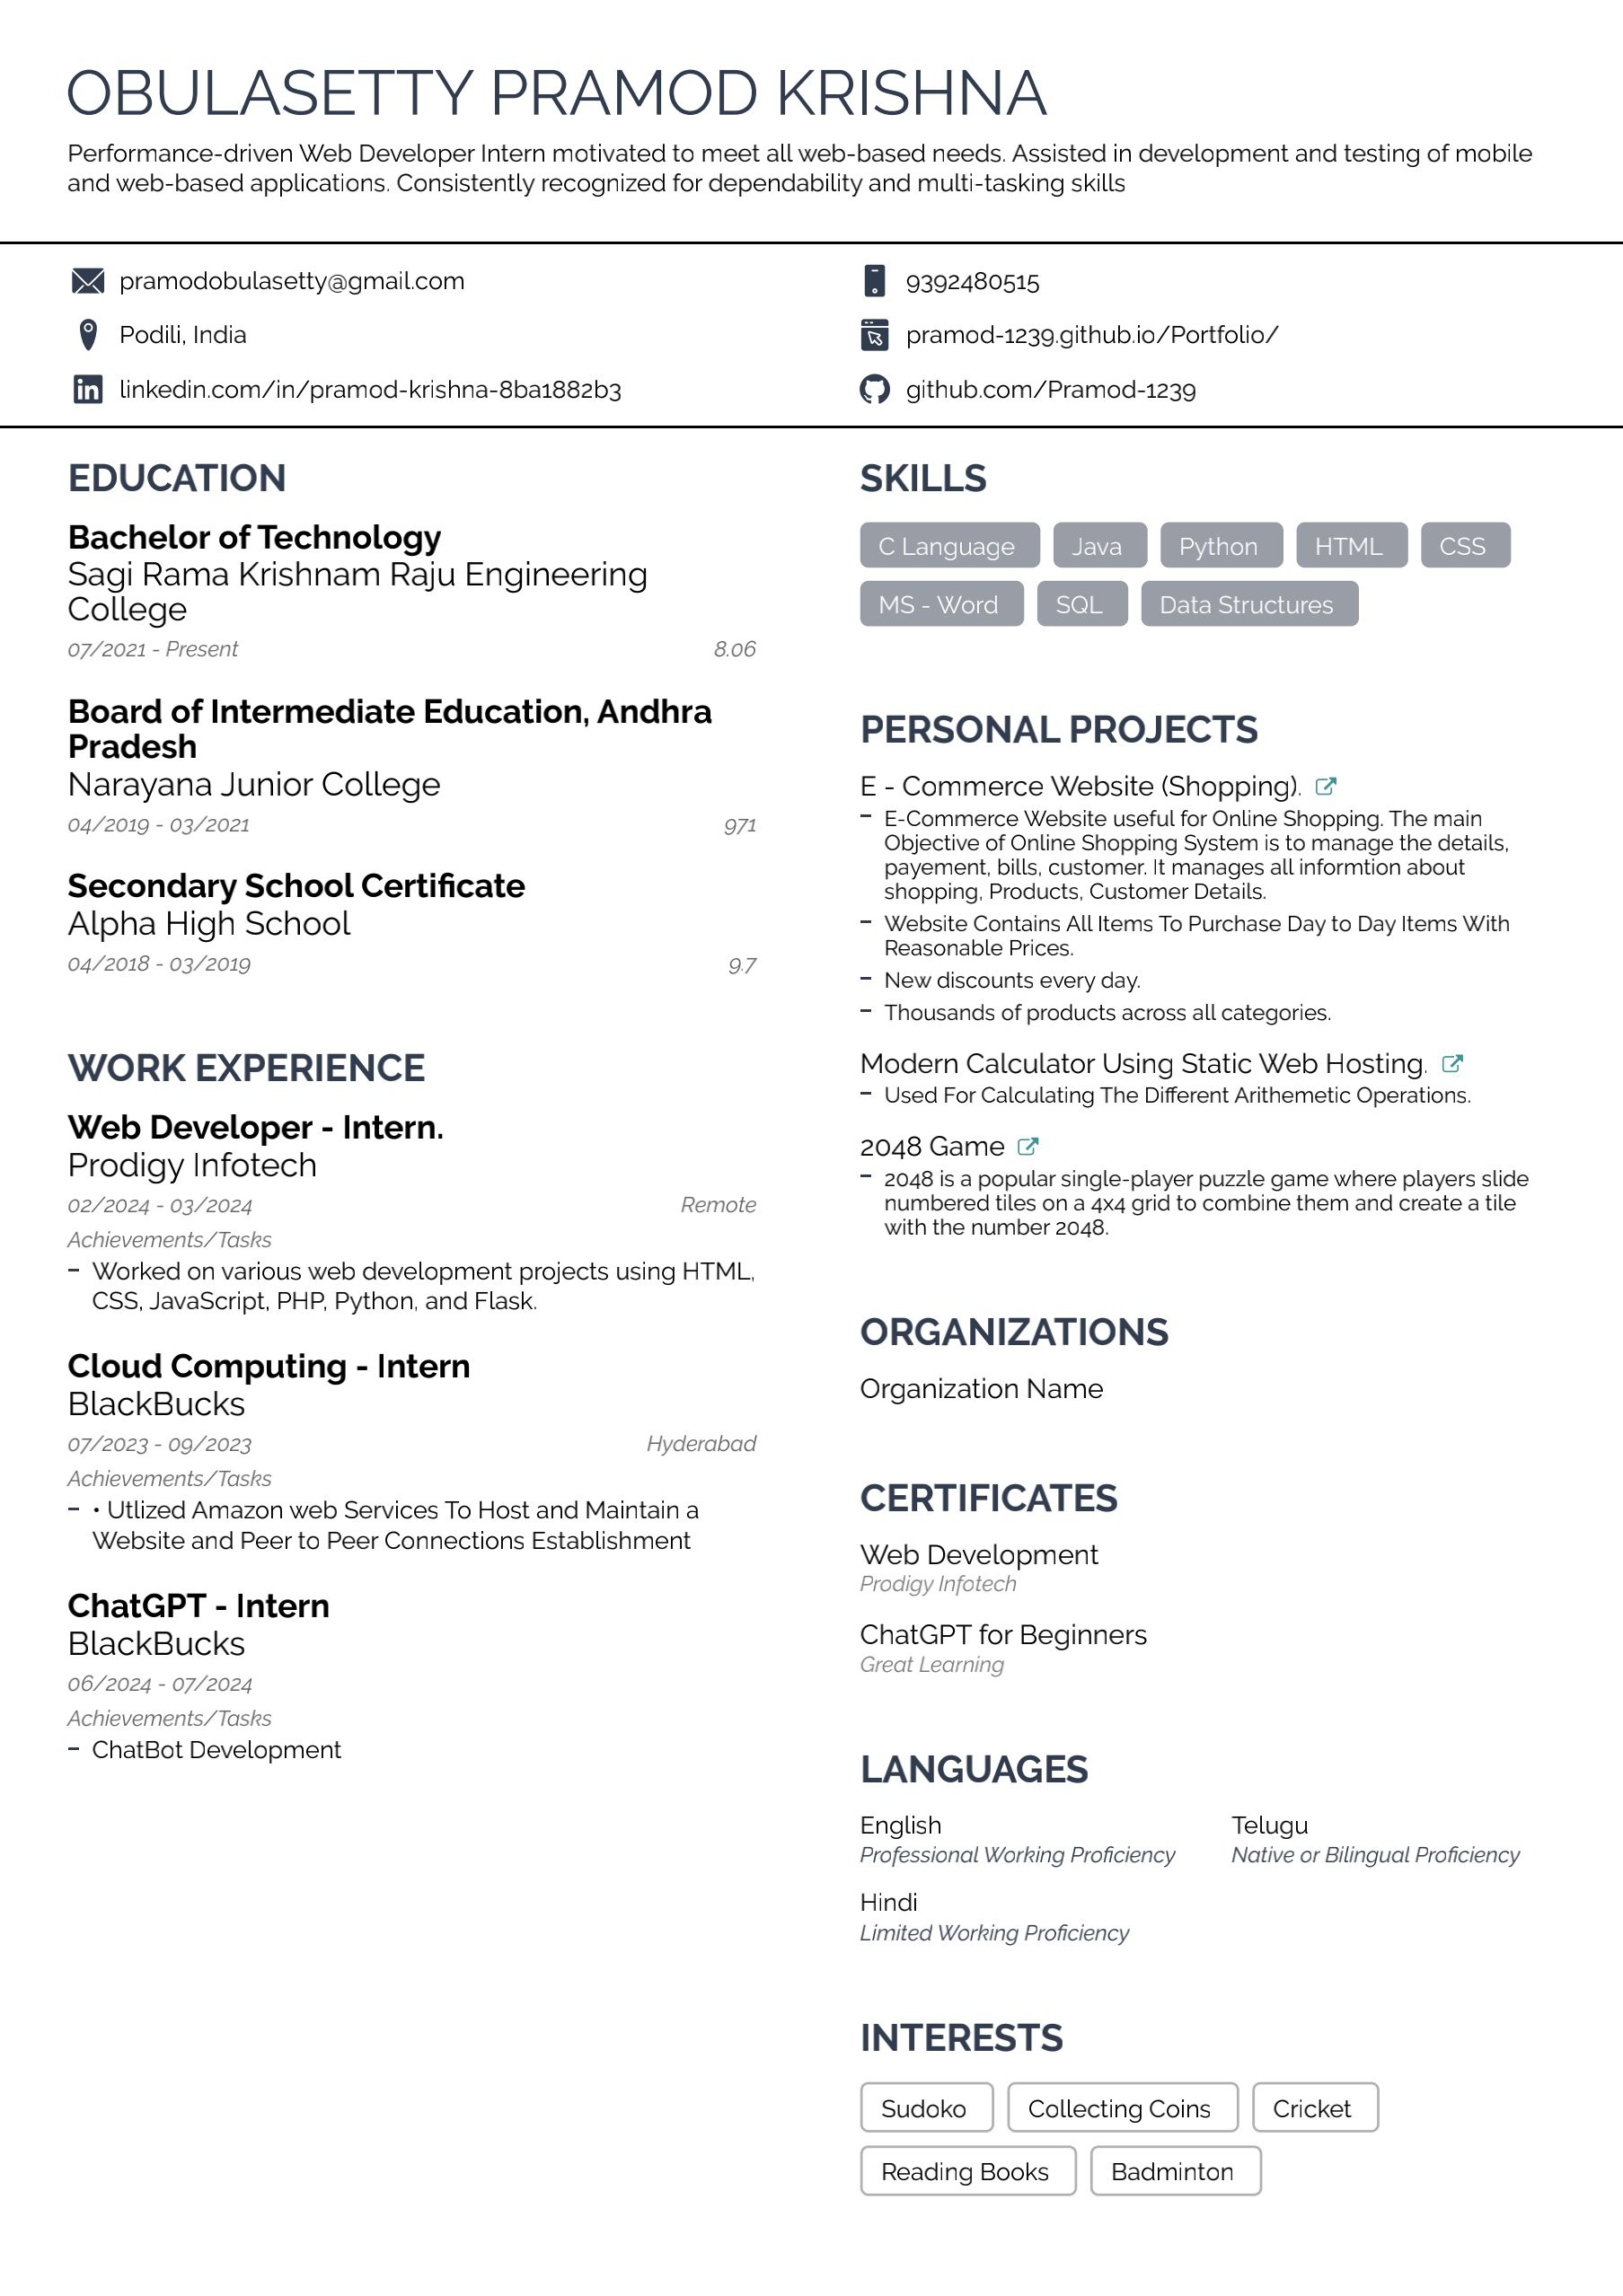 OBULASETTY PRAMOD KRISHNA
Performance-driven Web Developer Intern motivated to meet all web-based needs. Assisted in development and testing of mobile
and web-based applications. Consistently recognized for dependability and multi-tasking skills
pramodobulasetty@gmail.com
9392480515
Podili, India
pramod-1239.github.io/Portfolio/
linkedin.com/in/pramod-krishna-8ba1882b3
github.com/Pramod-1239
EDUCATION
Bachelor of Technology
Sagi Rama Krishnam Raju Engineering
College
07/2021 - Present 8.06
Board of Intermediate Education, Andhra
Pradesh
Narayana Junior College
04/2019 - 03/2021 971
Secondary School Certificate
Alpha High School
04/2018 - 03/2019 9.7
WORK EXPERIENCE
Web Developer - Intern.
Prodigy Infotech
02/2024 - 03/2024 Remote
Achievements/Tasks
– Worked on various web development projects using HTML,
CSS, JavaScript, PHP, Python, and Flask.
Cloud Computing - Intern
BlackBucks
07/2023 - 09/2023 Hyderabad
Achievements/Tasks
– • Utlized Amazon web Services To Host and Maintain a
Website and Peer to Peer Connections Establishment
ChatGPT - Intern
BlackBucks
06/2024 - 07/2024
Achievements/Tasks
– ChatBot Development
SKILLS
C Language Java Python HTML CSS
MS - Word SQL Data Structures
PERSONAL PROJECTS
E - Commerce Website (Shopping).
– E-Commerce Website useful for Online Shopping. The main
Objective of Online Shopping System is to manage the details,
payement, bills, customer. It manages all informtion about
shopping, Products, Customer Details.
– Website Contains All Items To Purchase Day to Day Items With
Reasonable Prices.
– New discounts every day.
– Thousands of products across all categories.
Modern Calculator Using Static Web Hosting.
– Used For Calculating The Different Arithemetic Operations.
2048 Game
– 2048 is a popular single-player puzzle game where players slide
numbered tiles on a 4x4 grid to combine them and create a tile
with the number 2048.
ORGANIZATIONS
Organization Name
CERTIFICATES
Web Development
Prodigy Infotech
ChatGPT for Beginners
Great Learning
LANGUAGES
English Telugu
Professional Working Proficiency Native or Bilingual Proficiency
Hindi
Limited Working Proficiency
INTERESTS
Sudoko Collecting Coins Cricket
Reading Books Badminton